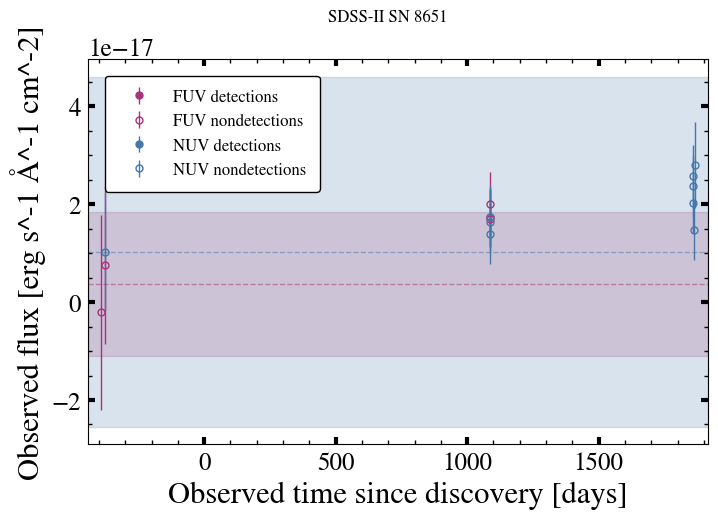 SDSS-II SN 8651
1e−17
FUV detections
FUV nondetections
NUV detections
NUV nondetections
4
2
0
−2
0 500 1000 1500
Observed time since discovery [days]
Observed flux [erg s^-1 Å^-1 cm^-2]